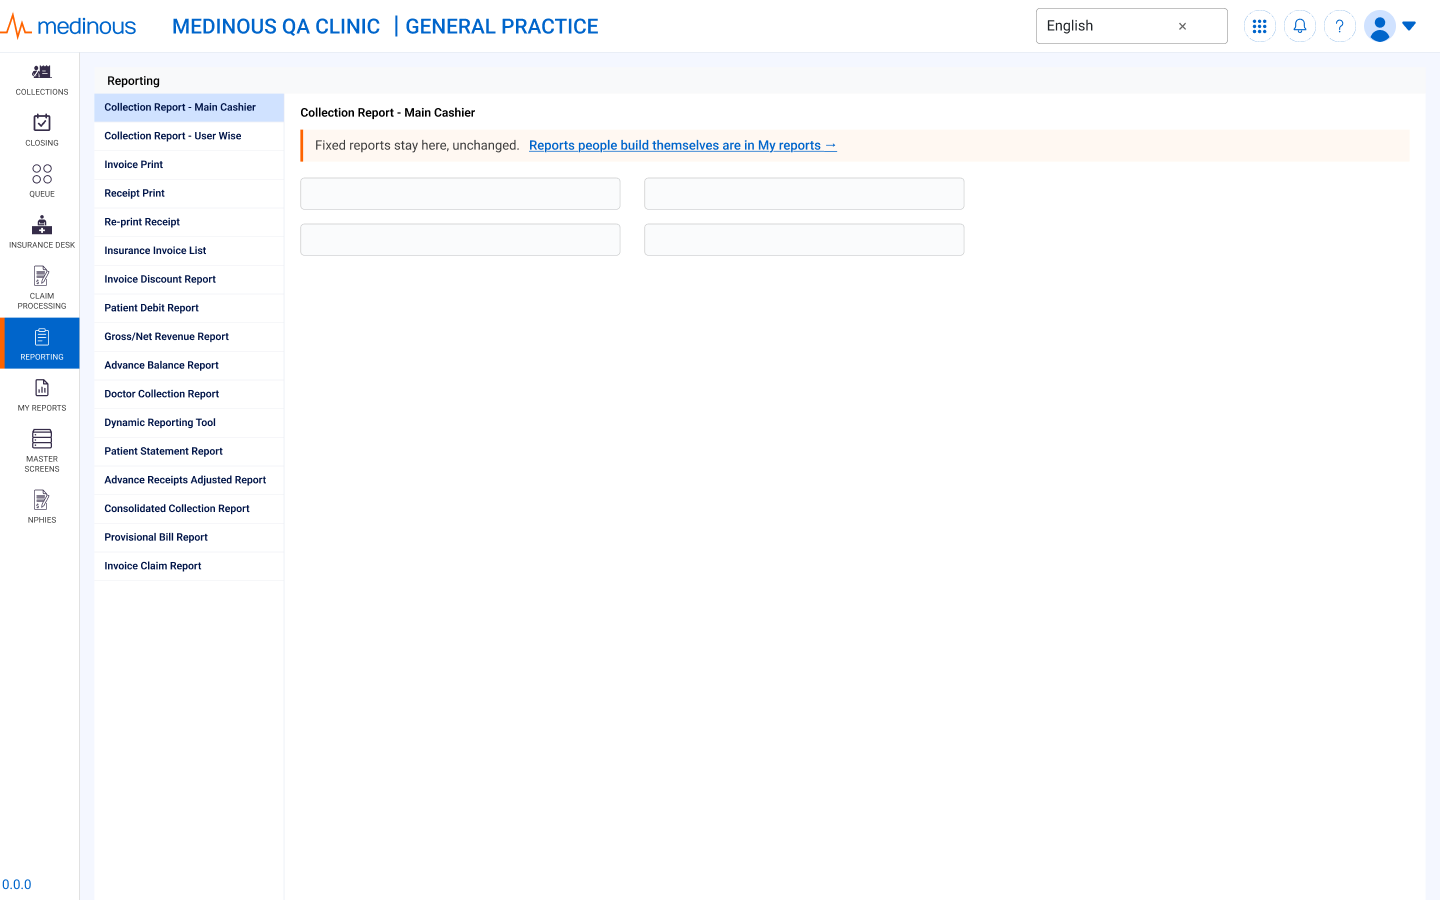 medinous
MEDINOUS QA CLINIC | GENERAL PRACTICE
English ×
?
COLLECTIONS
CLOSING
QUEUE
INSURANCE DESK
CLAIM
PROCESSING
REPORTING
MY REPORTS
MASTER
SCREENS
NPHIES
0.0.0
Reporting
Collection Report - Main Cashier
Collection Report - User Wise
Invoice Print
Receipt Print
Re-print Receipt
Insurance Invoice List
Invoice Discount Report
Patient Debit Report
Gross/Net Revenue Report
Advance Balance Report
Doctor Collection Report
Dynamic Reporting Tool
Patient Statement Report
Advance Receipts Adjusted Report
Consolidated Collection Report
Provisional Bill Report
Invoice Claim Report
Collection Report - Main Cashier
Fixed reports stay here, unchanged. Reports people build themselves are in My reports →